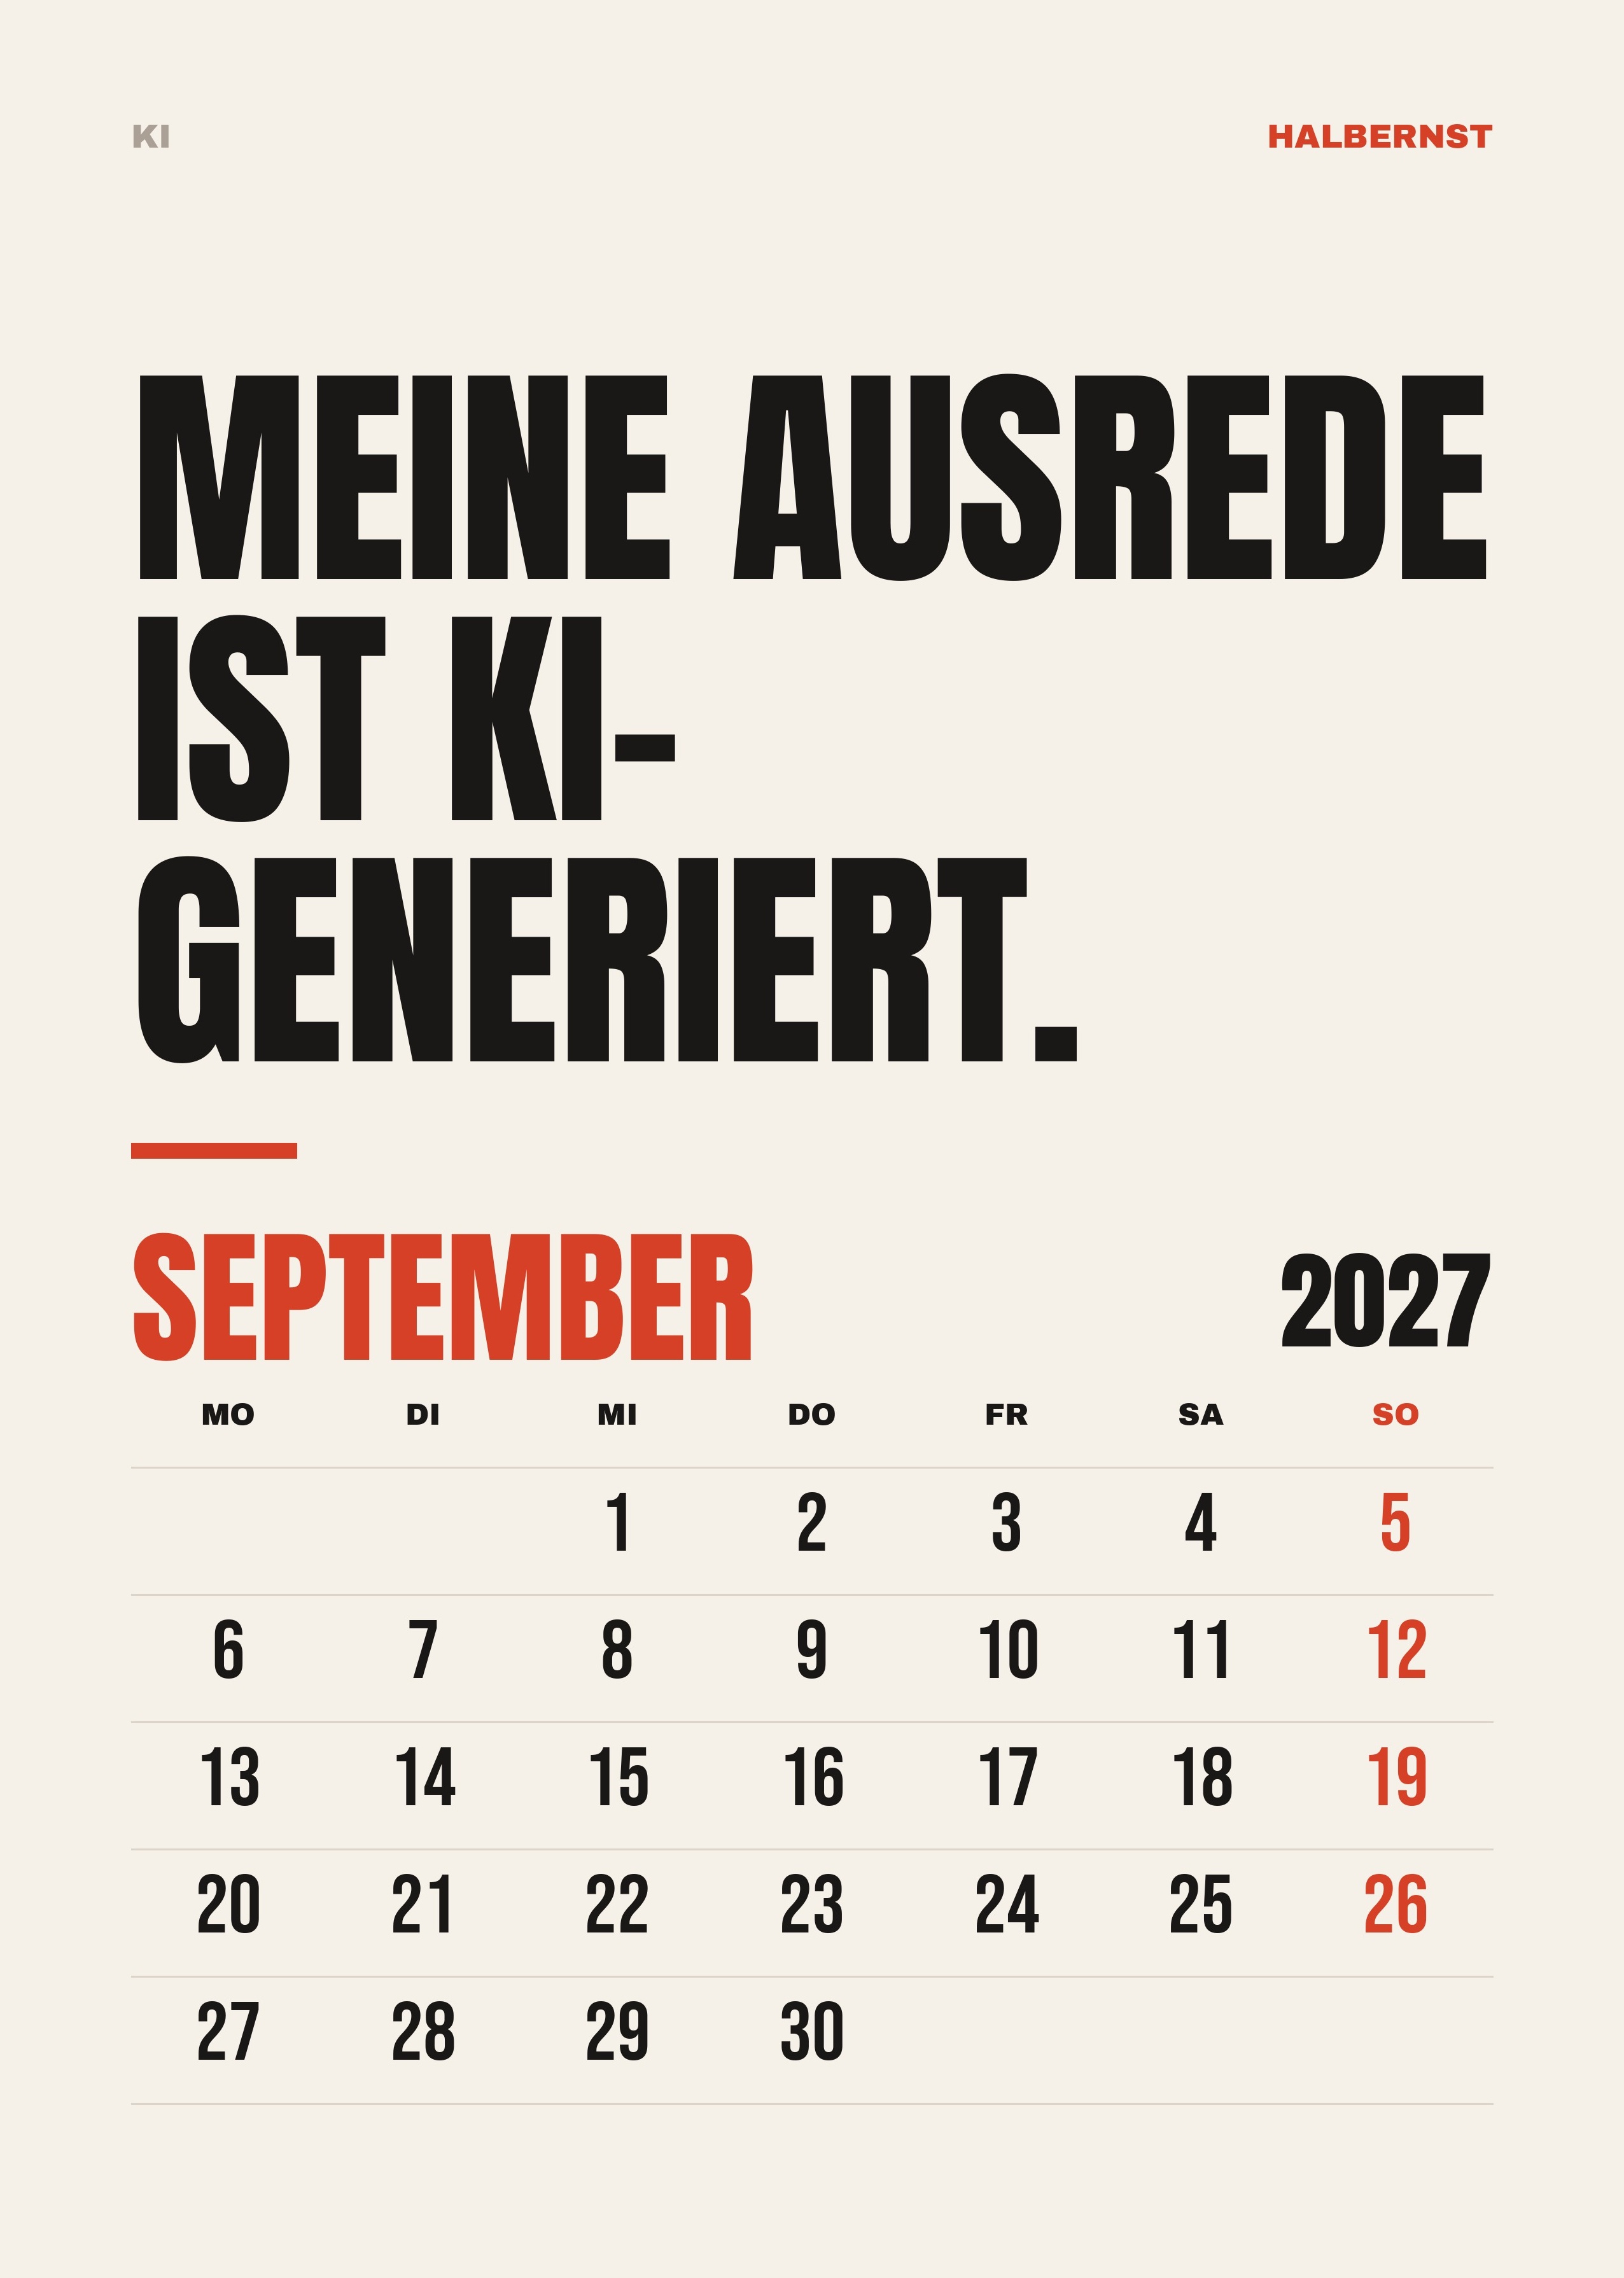 KI HALBERNST
MEINE AUSREDE
IST KI-
GENERIERT.
SEPTEMBER 2027
MO DI MI DO FR SA SO
1 2 3 4 5
6 7 8 9 10 11 12
13 14 15 16 17 18 19
20 21 22 23 24 25 26
27 28 29 30